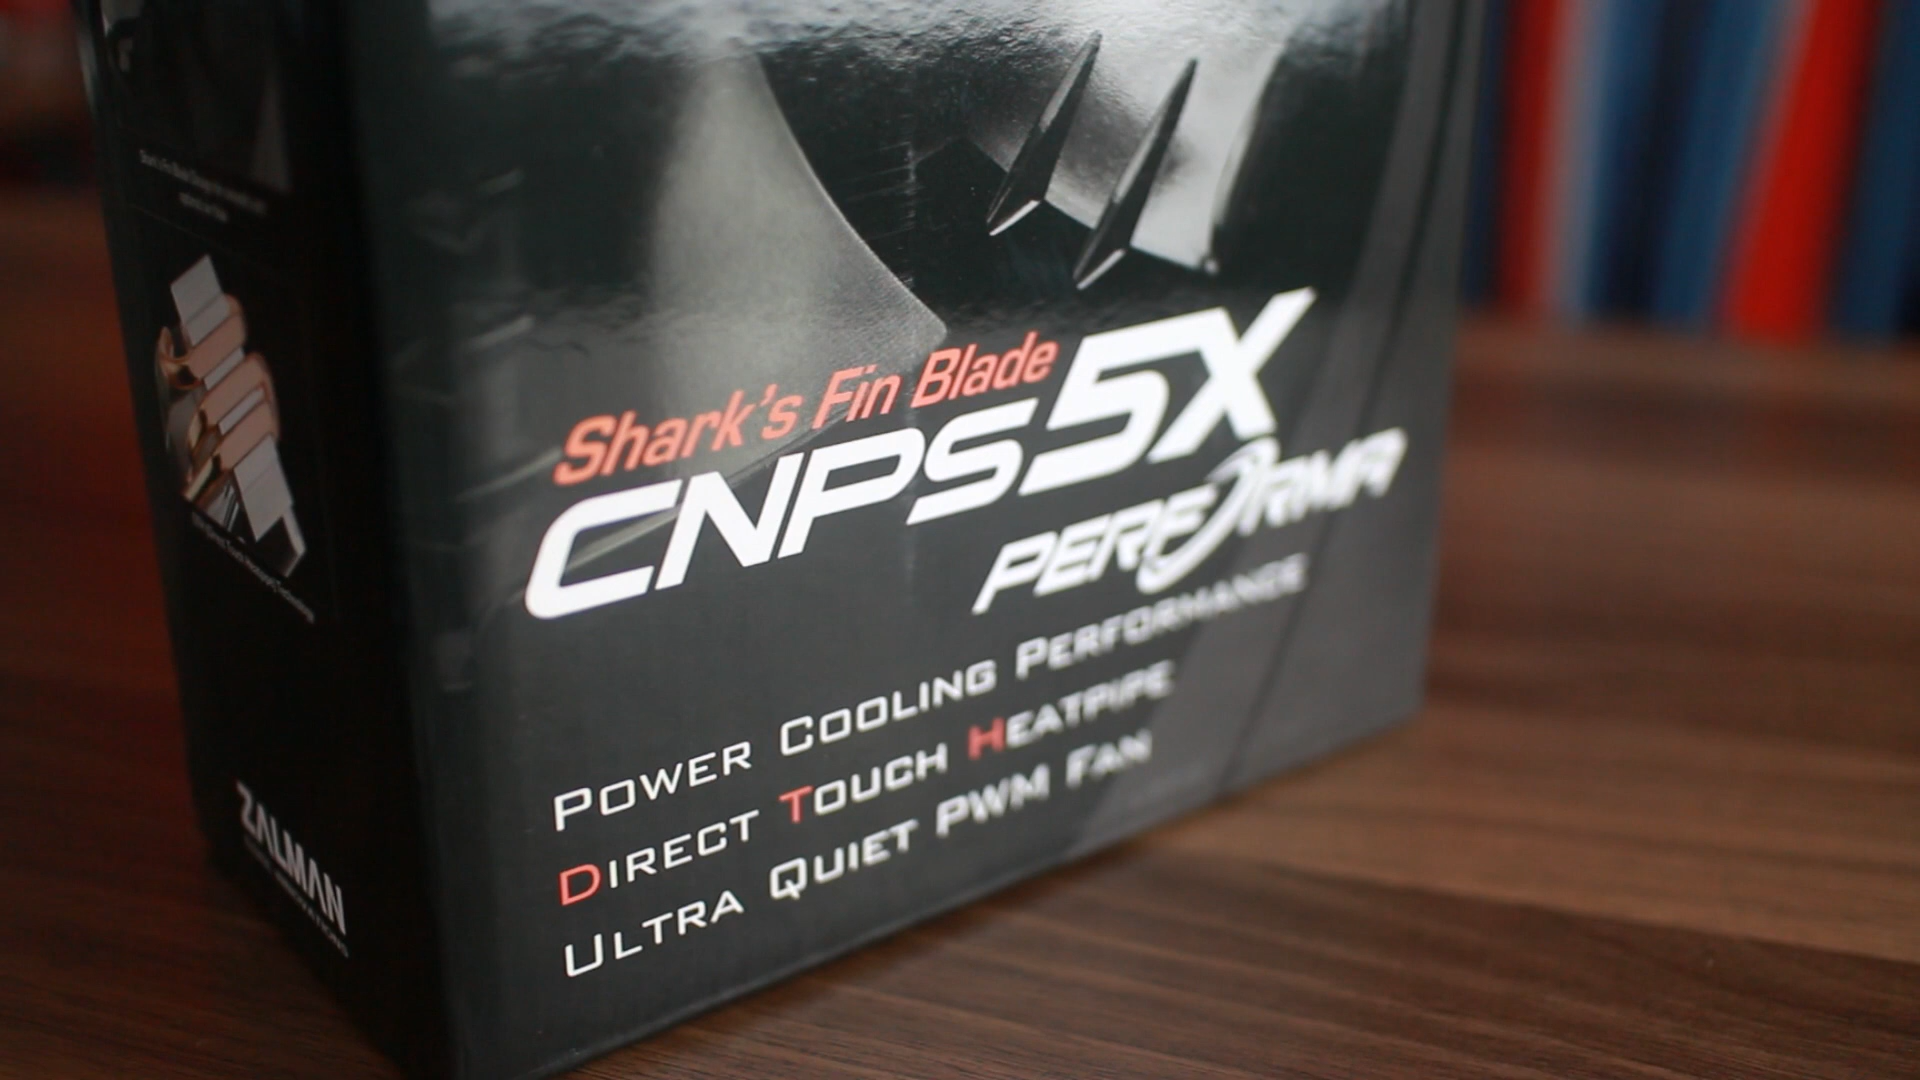 Shark's Fin Blade
CNPS5X
PERFORMA
POWER COOLING PERFORMANCE
DIRECT TOUCH HEATPIPE
ULTRA QUIET PWM FAN
ZALMAN